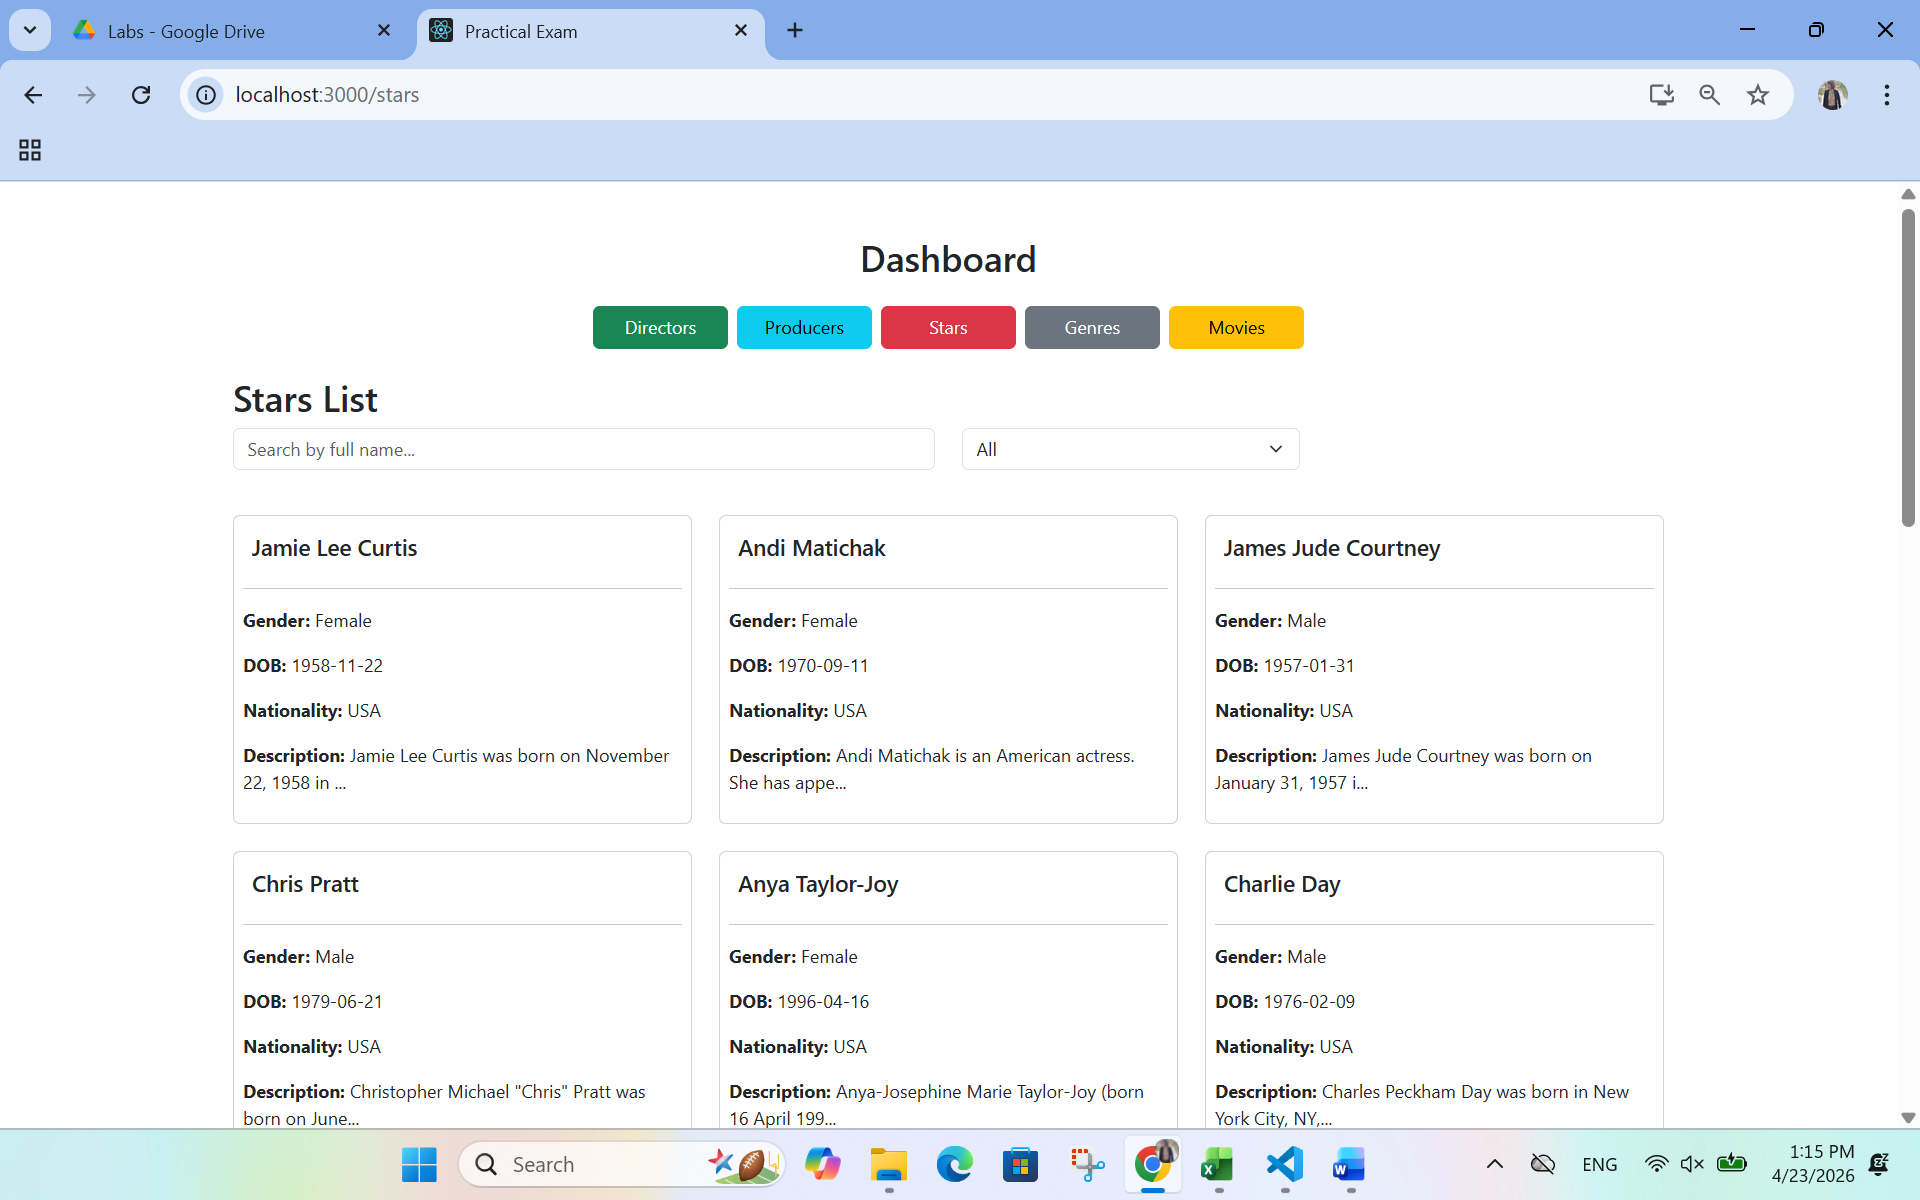 Labs - Google Drive
Practical Exam
localhost:3000/stars
Dashboard
Directors
Producers
Stars
Genres
Movies
Stars List
Search by full name...
All
Jamie Lee Curtis
Gender: Female
DOB: 1958-11-22
Nationality: USA
Description: Jamie Lee Curtis was born on November
22, 1958 in ...
Andi Matichak
Gender: Female
DOB: 1970-09-11
Nationality: USA
Description: Andi Matichak is an American actress.
She has appe...
James Jude Courtney
Gender: Male
DOB: 1957-01-31
Nationality: USA
Description: James Jude Courtney was born on
January 31, 1957 i...
Chris Pratt
Gender: Male
DOB: 1979-06-21
Nationality: USA
Description: Christopher Michael "Chris" Pratt was
born on June...
Anya Taylor-Joy
Gender: Female
DOB: 1996-04-16
Nationality: USA
Description: Anya-Josephine Marie Taylor-Joy (born
16 April 199...
Charlie Day
Gender: Male
DOB: 1976-02-09
Nationality: USA
Description: Charles Peckham Day was born in New
York City, NY,...
Search
ENG
1:15 PM
4/23/2026